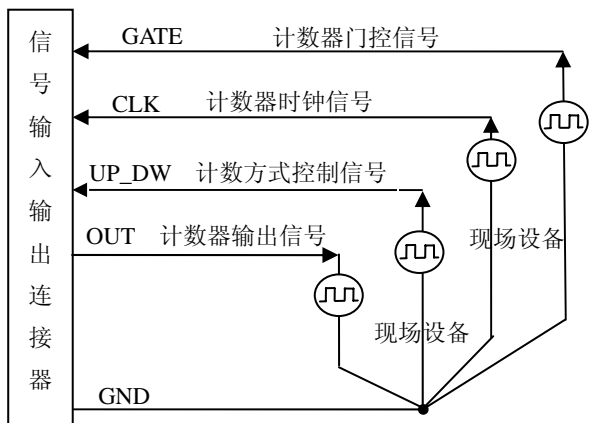 信号输入输出连接器
GATE 计数器门控信号
CLK 计数器时钟信号
UP_DW 计数方式控制信号
OUT 计数器输出信号
现场设备
现场设备
GND